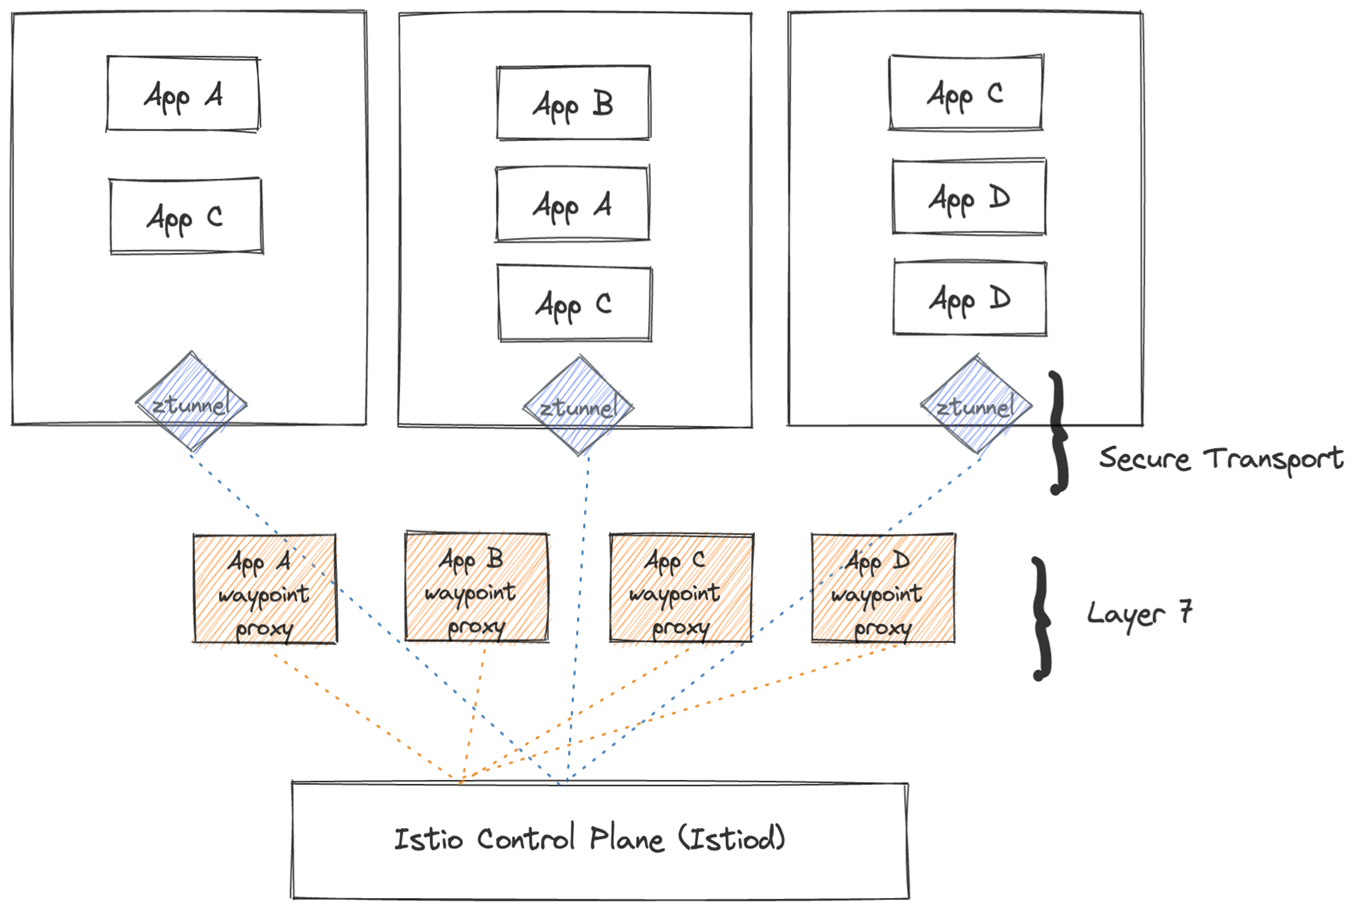 App A
App C
ztunnel
App B
App A
App C
ztunnel
App C
App D
App D
ztunnel
Secure Transport
App A
waypoint
proxy
App B
waypoint
proxy
App C
waypoint
proxy
App D
waypoint
proxy
Layer 7
Istio Control Plane (Istiod)